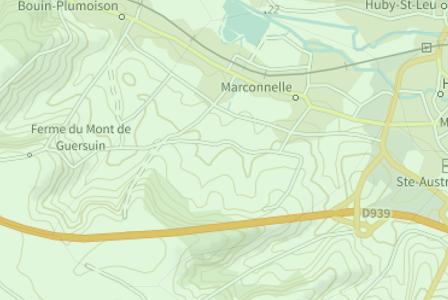 Bouin-Plumoison
Huby-St-Leu
Marconnelle
Ferme du Mont de
Guersuin
Ste-Austr
D939